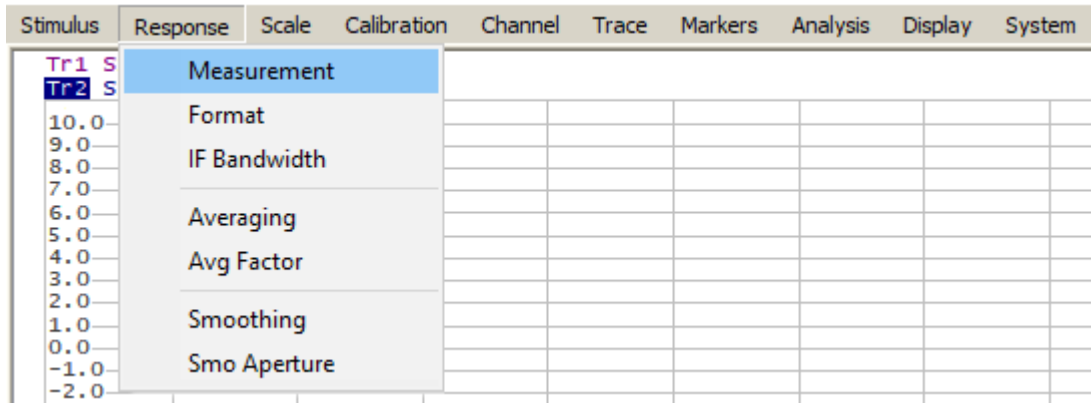 Stimulus Response Scale Calibration Channel Trace Markers Analysis Display System
Tr1 S
Tr2 S
Measurement
Format
IF Bandwidth
Averaging
Avg Factor
Smoothing
Smo Aperture
10.0
9.0
8.0
7.0
6.0
5.0
4.0
3.0
2.0
1.0
0.0
-1.0
-2.0